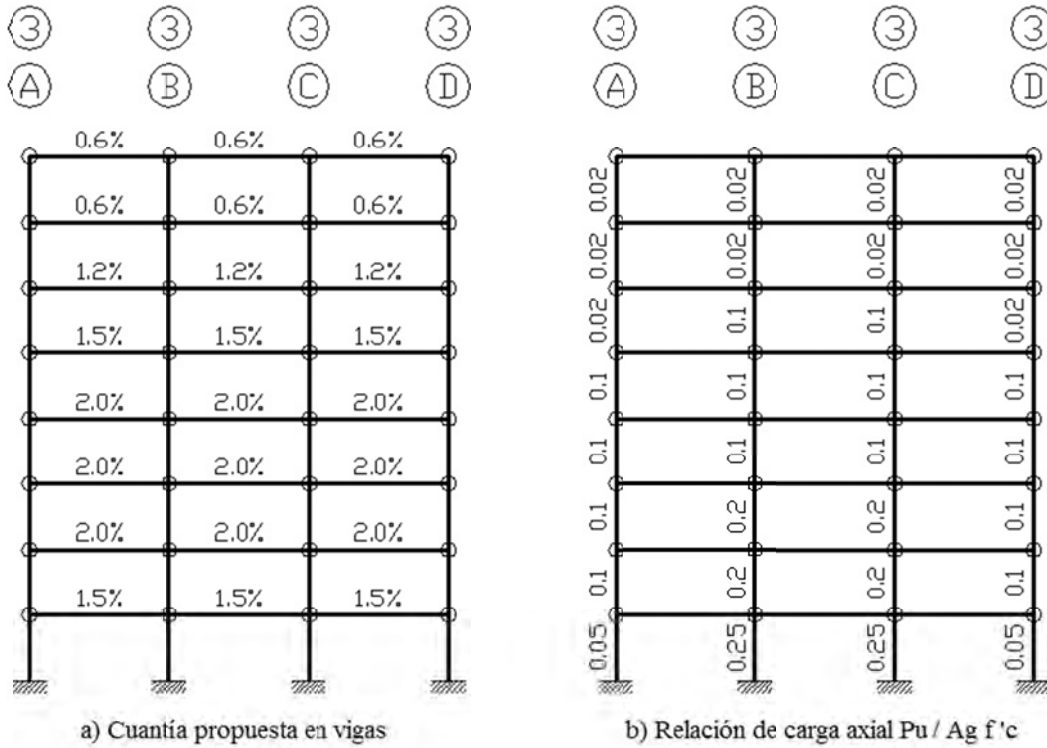 3 3 3 3 3 3 3 3
A B C D A B C D
0.6% 0.6% 0.6%
0.02 0.02 0.02 0.02
0.6% 0.6% 0.6%
0.02 0.02 0.02 0.02
1.2% 1.2% 1.2%
0.02 0.1 0.1 0.02
1.5% 1.5% 1.5%
0.1 0.1 0.1 0.1
2.0% 2.0% 2.0%
0.1 0.1 0.1 0.1
2.0% 2.0% 2.0%
0.1 0.2 0.2 0.1
2.0% 2.0% 2.0%
0.1 0.2 0.2 0.1
1.5% 1.5% 1.5%
0.05 0.25 0.25 0.05
a) Cuantía propuesta en vigas
b) Relación de carga axial Pu / Ag f 'c